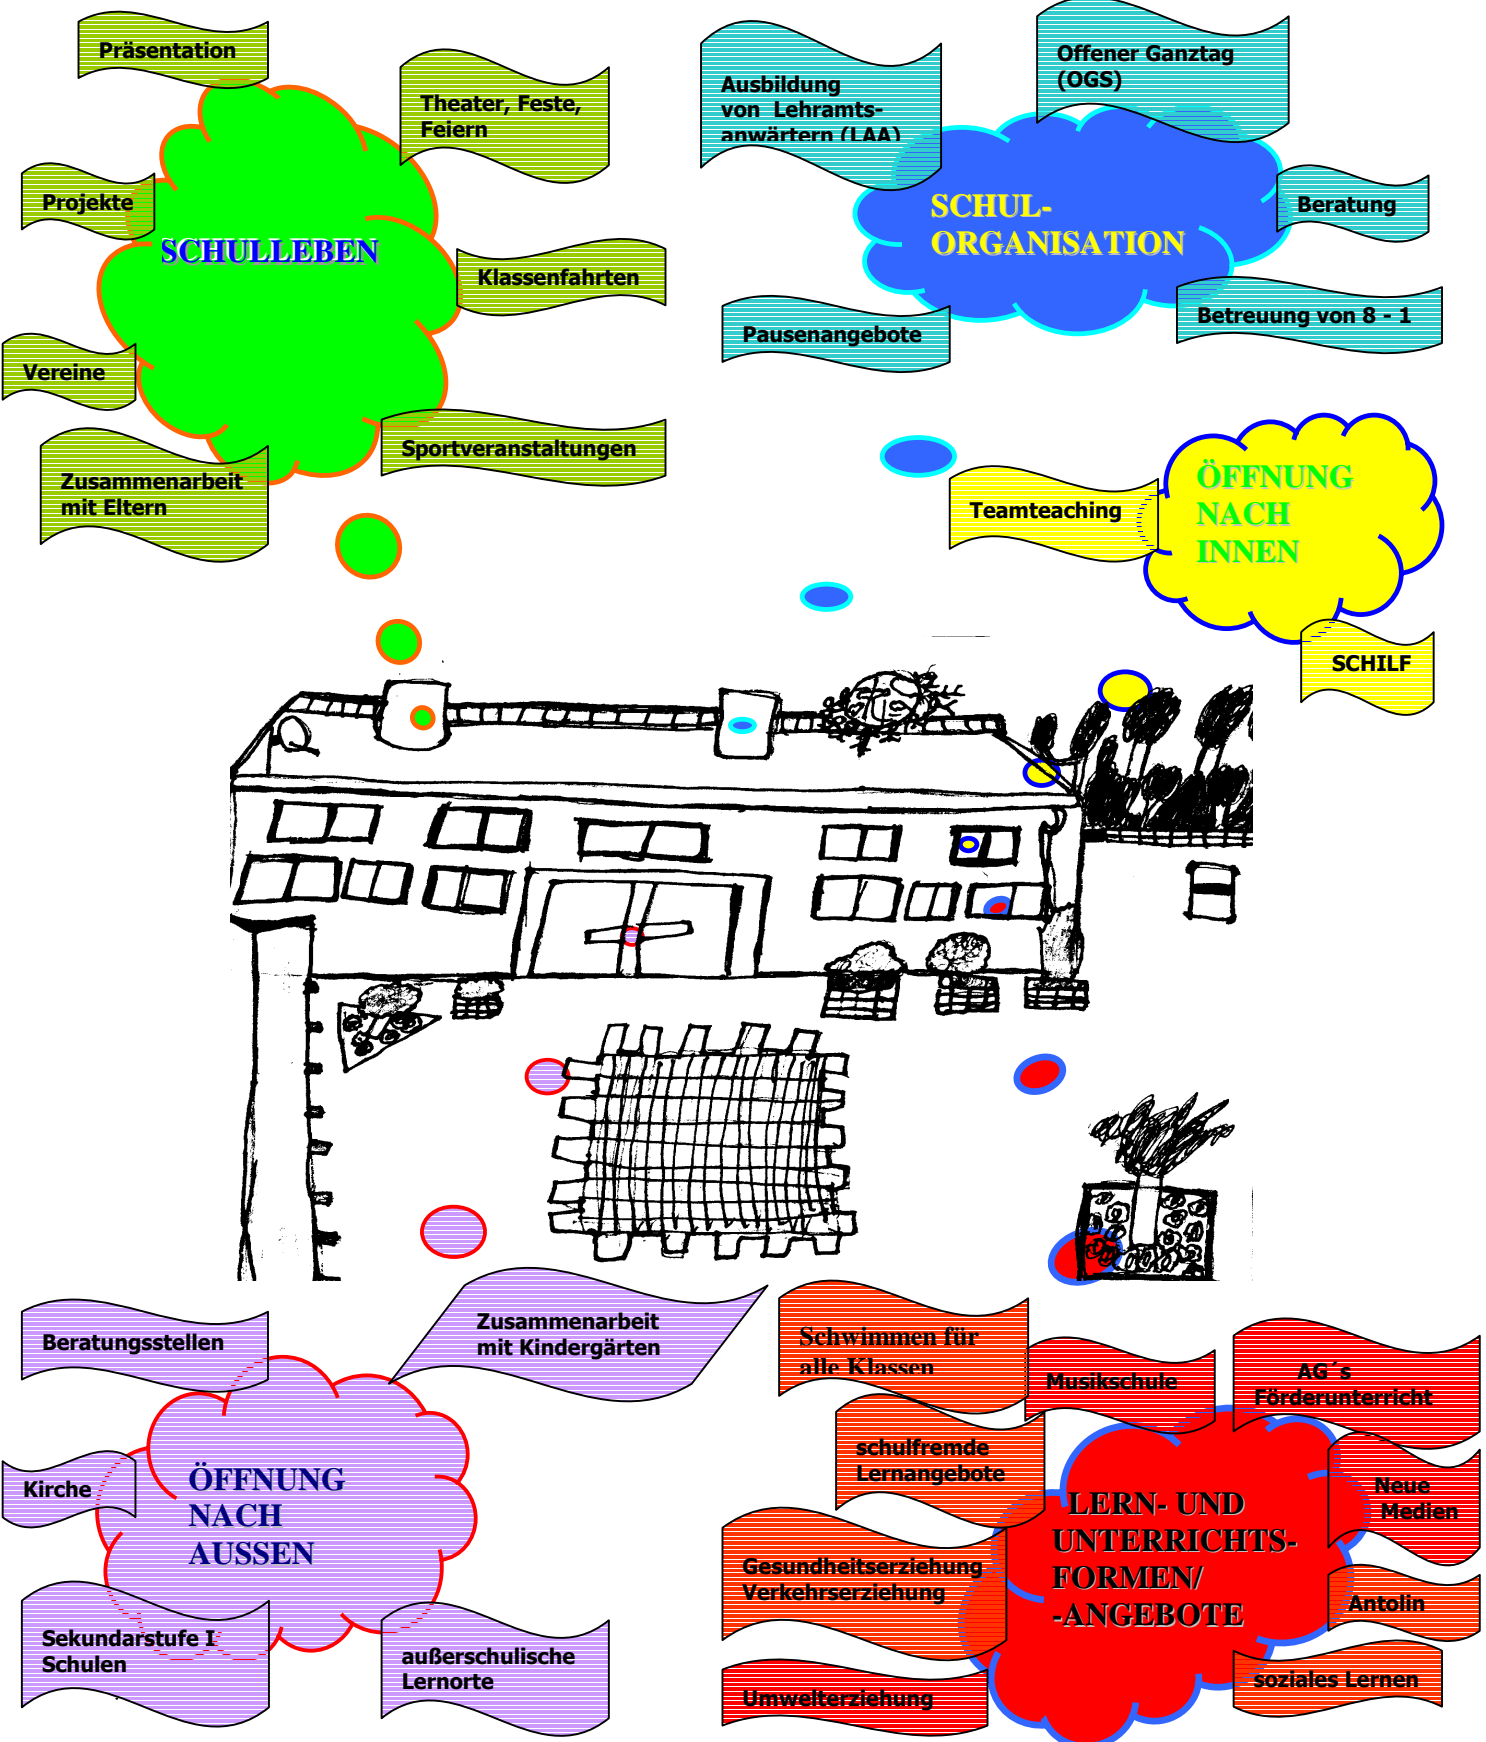 Präsentation
Theater, Feste,
Feiern
Projekte
SCHULLEBEN
Klassenfahrten
Vereine
Sportveranstaltungen
Zusammenarbeit
mit Eltern
Ausbildung
von Lehramts-
anwärtern (LAA)
Offener Ganztag
(OGS)
SCHUL-
ORGANISATION
Beratung
Pausenangebote
Betreuung von 8 - 1
Teamteaching
ÖFFNUNG
NACH
INNEN
SCHILF
Beratungsstellen
Zusammenarbeit
mit Kindergärten
Kirche
ÖFFNUNG
NACH
AUSSEN
Sekundarstufe I
Schulen
außerschulische
Lernorte
Schwimmen für
alle Klassen
Musikschule
AG´s
Förderunterricht
schulfremde
Lernangebote
Neue
Medien
LERN- UND
UNTERRICHTS-
FORMEN/
-ANGEBOTE
Gesundheitserziehung
Verkehrserziehung
Antolin
Umwelterziehung
soziales Lernen